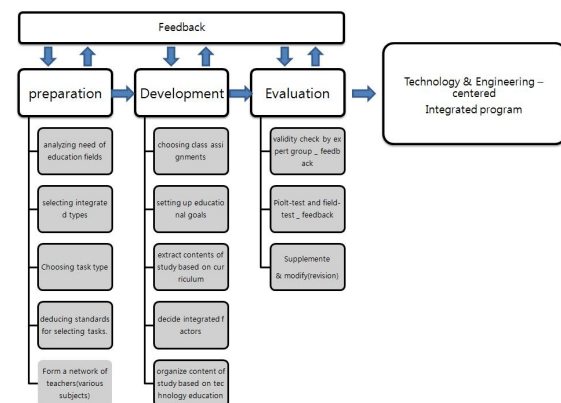 Feedback
preparation
Development
Evaluation
Technology & Engineering –
centered
Integrated program
analyzing need of
education fields
selecting integrate
d types
Choosing task type
deducing standards
for selecting tasks.
Form a network of
teachers(various
subjects)
choosing class assi
gnments
setting up educatio
nal goals
extract contents of
study based on cur
riculum
decide integrated f
actors
organize content of
study based on tec
hnology education
validity check by ex
pert group _ feedb
ack
Piolt-test and field-
test _ feedback
Supplemente
& modify(revision)